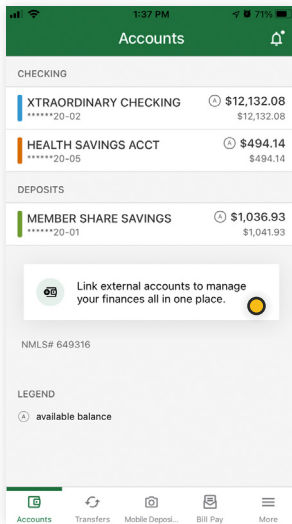 1:37 PM
71%
Accounts
CHECKING
XTRAORDINARY CHECKING
A $12,132.08
******20-02
$12,132.08
HEALTH SAVINGS ACCT
A $494.14
******20-05
$494.14
DEPOSITS
MEMBER SHARE SAVINGS
A $1,036.93
******20-01
$1,041.93
Link external accounts to manage
your finances all in one place.
NMLS# 649316
LEGEND
A available balance
Accounts
Transfers
Mobile Deposi...
Bill Pay
More